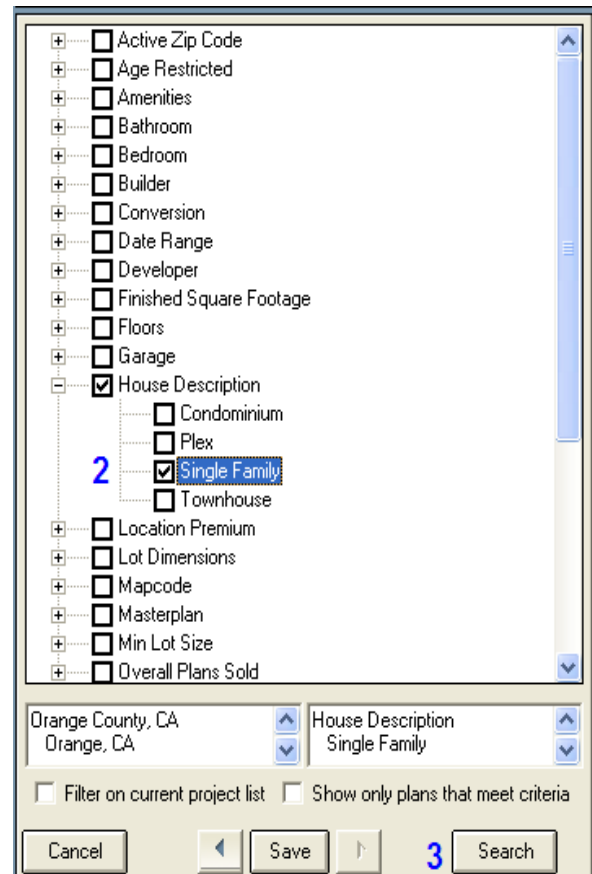 Active Zip Code
Age Restricted
Amenities
Bathroom
Bedroom
Builder
Conversion
Date Range
Developer
Finished Square Footage
Floors
Garage
House Description
Condominium
Plex
2 Single Family
Townhouse
Location Premium
Lot Dimensions
Mapcode
Masterplan
Min Lot Size
Overall Plans Sold
Orange County, CA
Orange, CA
House Description
Single Family
Filter on current project list Show only plans that meet criteria
Cancel Save 3 Search